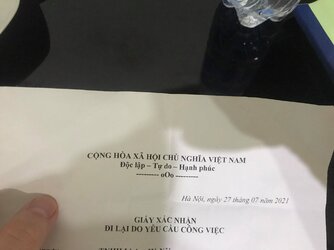 CỘNG HÒA XÃ HỘI CHỦ NGHĨA VIỆT NAM
Độc lập – Tự do – Hạnh phúc
--------- oOo ---------
Hà Nội, ngày 27 tháng 07 năm 2021
GIẤY XÁC NHẬN
ĐI LẠI DO YÊU CẦU CÔNG VIỆC